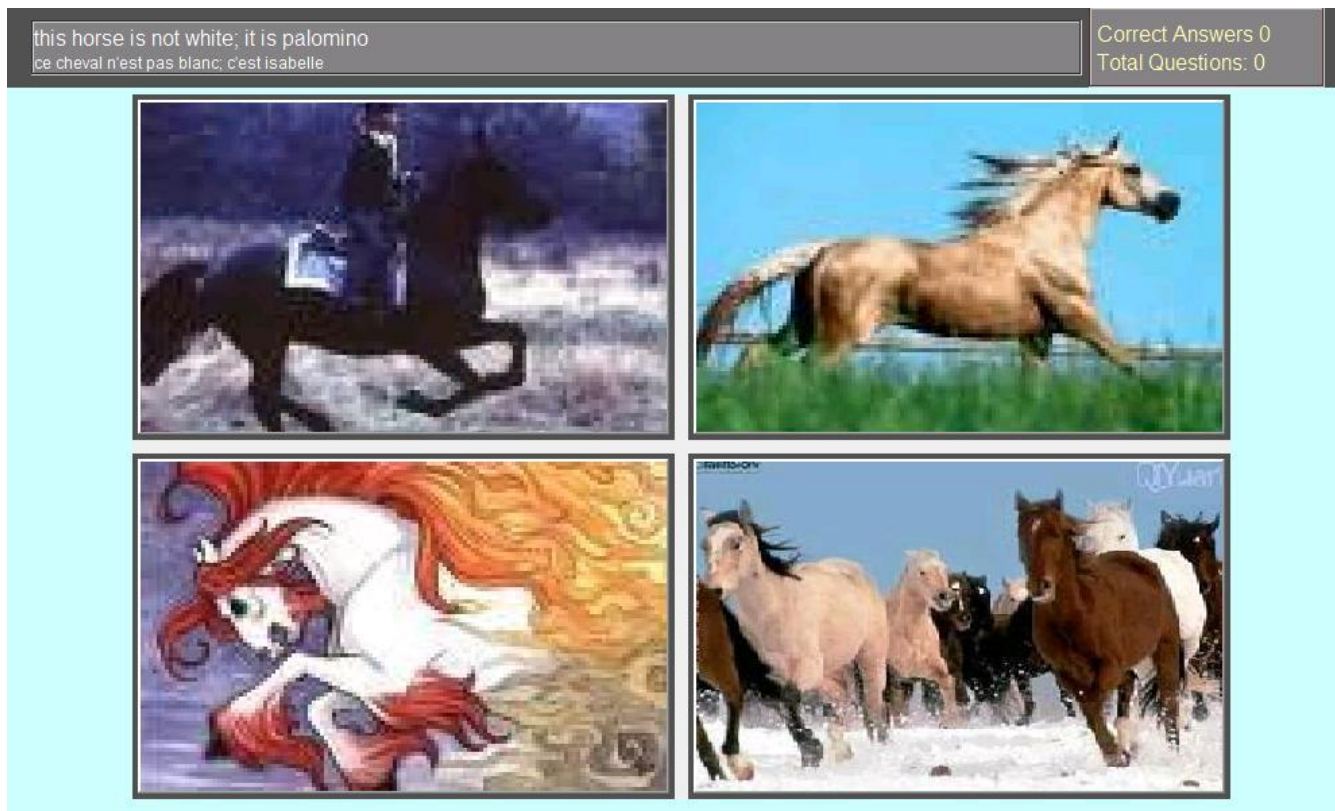 this horse is not white; it is palomino
ce cheval n'est pas blanc; c'est isabelle
Correct Answers 0
Total Questions: 0